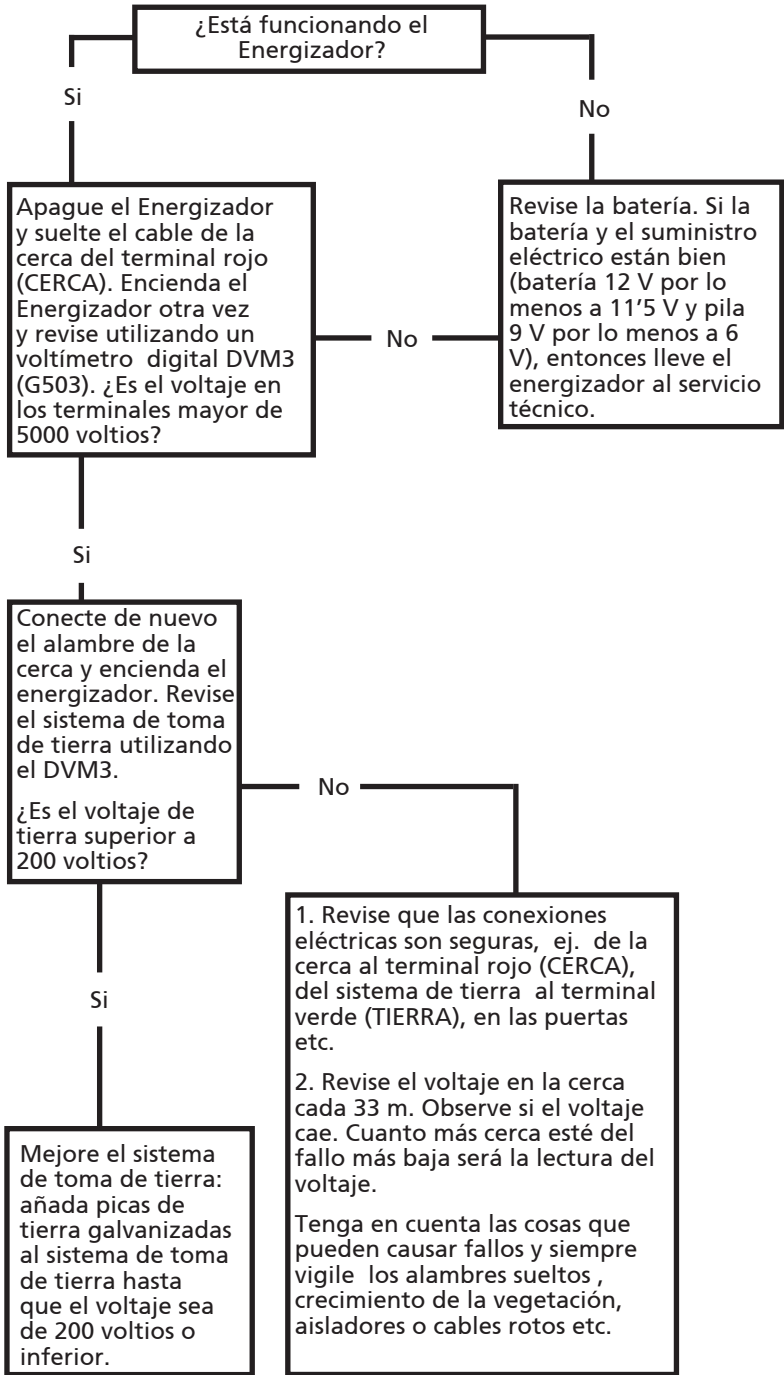 ¿Está funcionando el
Energizador?
Si
No
Apague el Energizador
y suelte el cable de la
cerca del terminal rojo
(CERCA). Encienda el
Energizador otra vez
y revise utilizando un
voltímetro digital DVM3
(G503). ¿Es el voltaje en
los terminales mayor de
5000 voltios?
No
Revise la batería. Si la
batería y el suministro
eléctrico están bien
(batería 12 V por lo
menos a 11’5 V y pila
9 V por lo menos a 6
V), entonces lleve el
energizador al servicio
técnico.
Si
Conecte de nuevo
el alambre de la
cerca y encienda el
energizador. Revise
el sistema de toma
de tierra utilizando
el DVM3.
¿Es el voltaje de
tierra superior a
200 voltios?
No
Si
Mejore el sistema
de toma de tierra:
añada picas de
tierra galvanizadas
al sistema de toma
de tierra hasta
que el voltaje sea
de 200 voltios o
inferior.
1. Revise que las conexiones
eléctricas son seguras, ej. de la
cerca al terminal rojo (CERCA),
del sistema de tierra al terminal
verde (TIERRA), en las puertas
etc.
2. Revise el voltaje en la cerca
cada 33 m. Observe si el voltaje
cae. Cuanto más cerca esté del
fallo más baja será la lectura del
voltaje.
Tenga en cuenta las cosas que
pueden causar fallos y siempre
vigile los alambres sueltos ,
crecimiento de la vegetación,
aisladores o cables rotos etc.